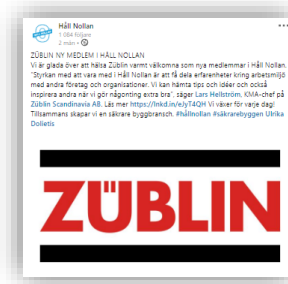 Håll Nollan
1 084 följare
2 mån •
ZÜBLIN NY MEDLEM I HÅLL NOLLAN
Vi är glada över att hälsa Züblin varmt välkomna som nya medlemmar i Håll Nollan.
"Styrkan med att vara med i Håll Nollan är att få dela erfarenheter kring arbetsmiljö
med andra företag och organisationer. Vi kan hämta tips och idéer och också
inspirera andra när vi gör någonting extra bra", säger Lars Hellström, KMA-chef på
Züblin Scandinavia AB. Läs mer https://lnkd.in/eJyT4QH Vi växer för varje dag!
Tillsammans skapar vi en säkrare byggbransch. #hållnollan #säkrarebyggen Ulrika
Dolietis
ZÜBLIN